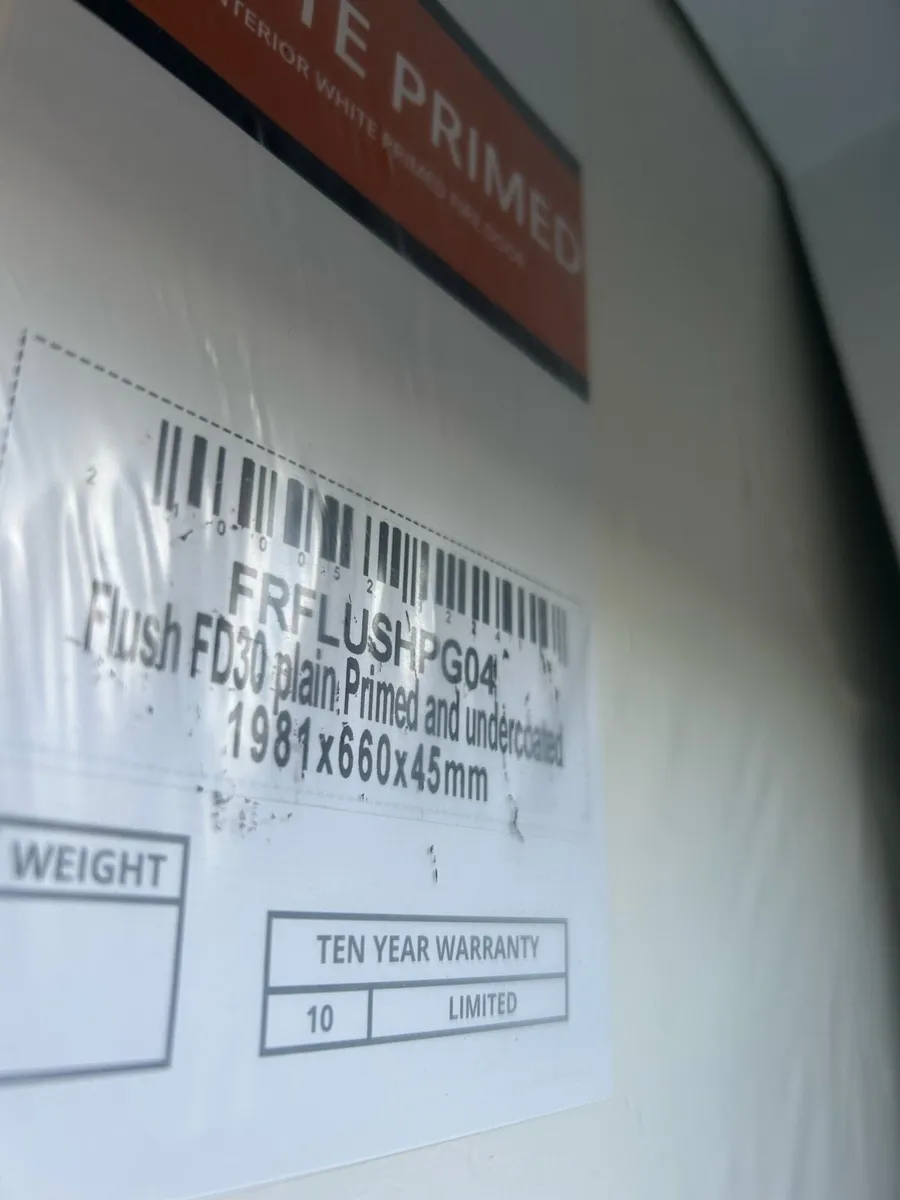 TE PRIMED
INTERIOR WHITE PRIMED FIRE DOOR
FRFLUSHPG04
Flush FD30 plain Primed and undercoated
1981x660x45mm
WEIGHT
TEN YEAR WARRANTY
10 LIMITED